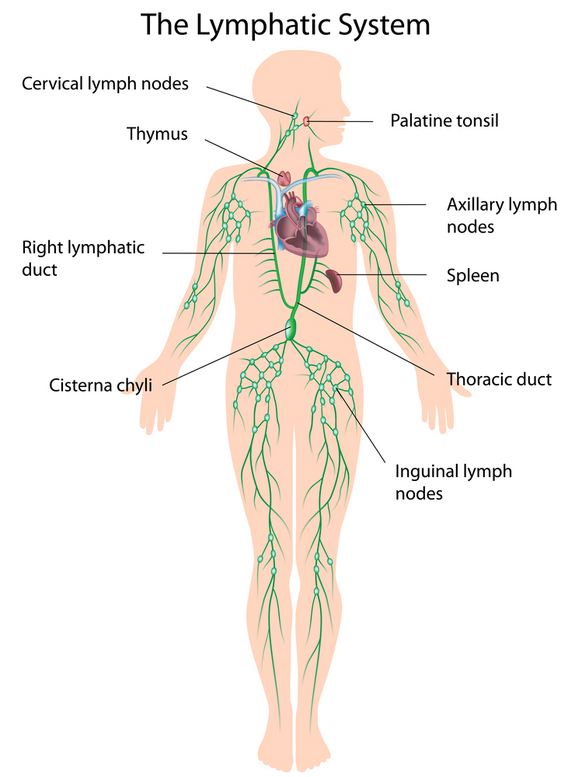 The Lymphatic System
Cervical lymph nodes
Palatine tonsil
Thymus
Axillary lymph
nodes
Right lymphatic
duct
Spleen
Cisterna chyli
Thoracic duct
Inguinal lymph
nodes